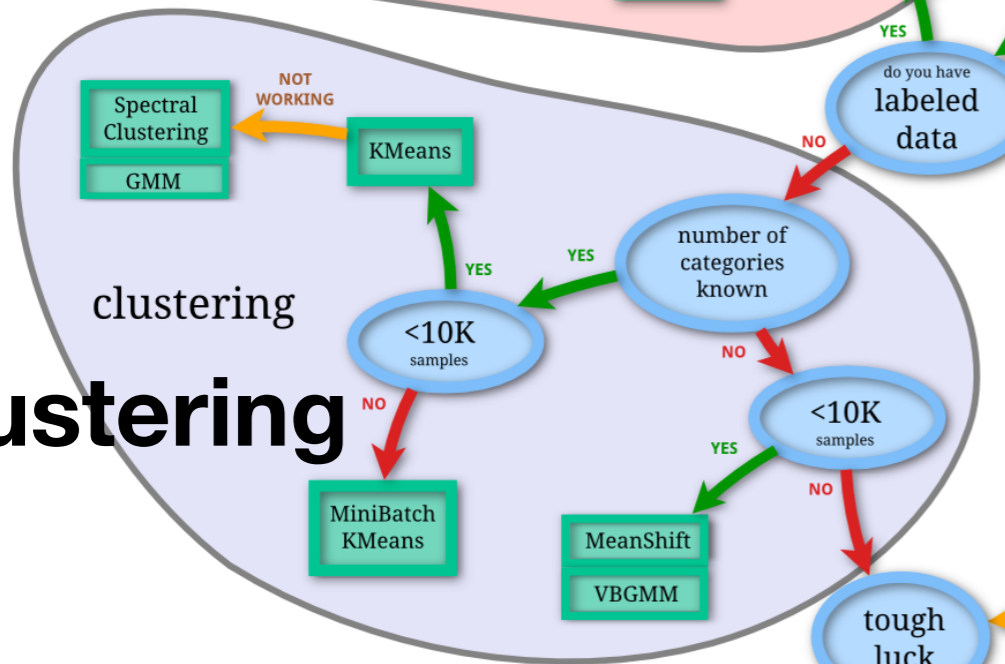 YES
do you have
labeled
data
NO
NOT
WORKING
Spectral
Clustering
GMM
KMeans
number of
categories
known
YES
YES
clustering
<10K
samples
NO
NO
ustering
<10K
samples
YES
NO
MiniBatch
KMeans
MeanShift
VBGMM
tough
luck